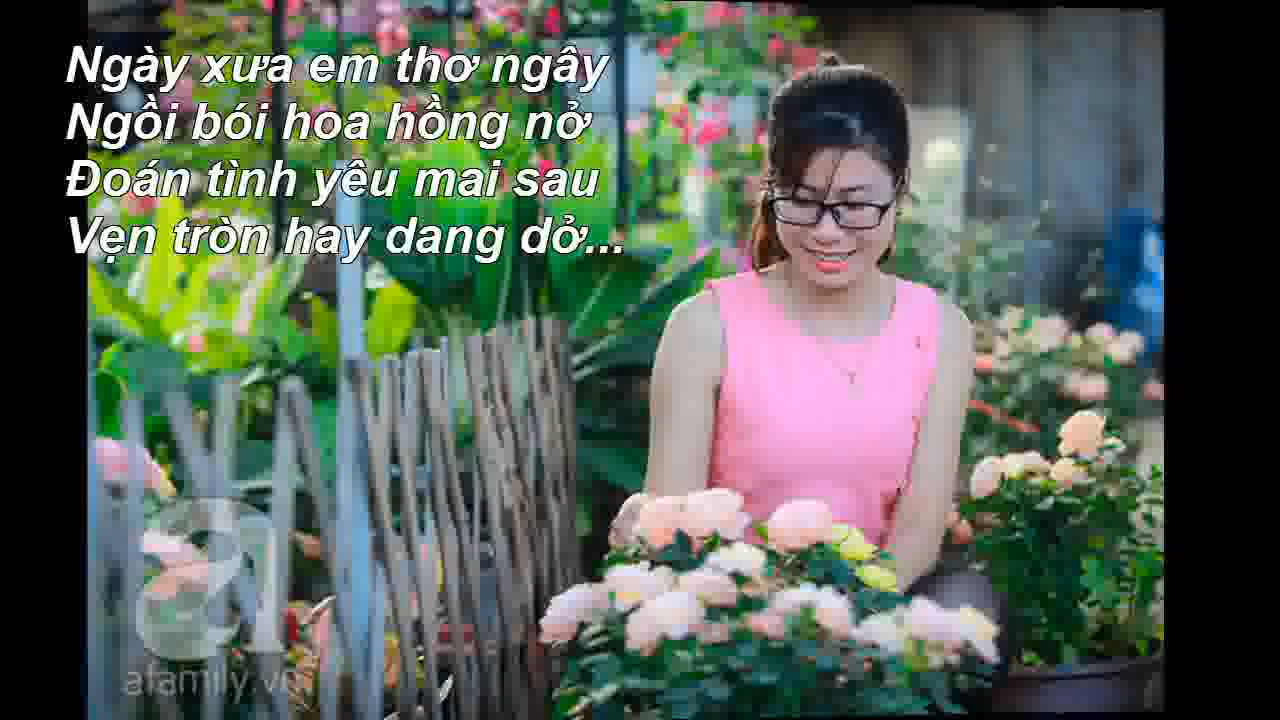 Ngày xưa em thơ ngây
Ngồi bói hoa hồng nở
Đoán tình yêu mai sau
Vẹn tròn hay dang dở...
afamily.vn